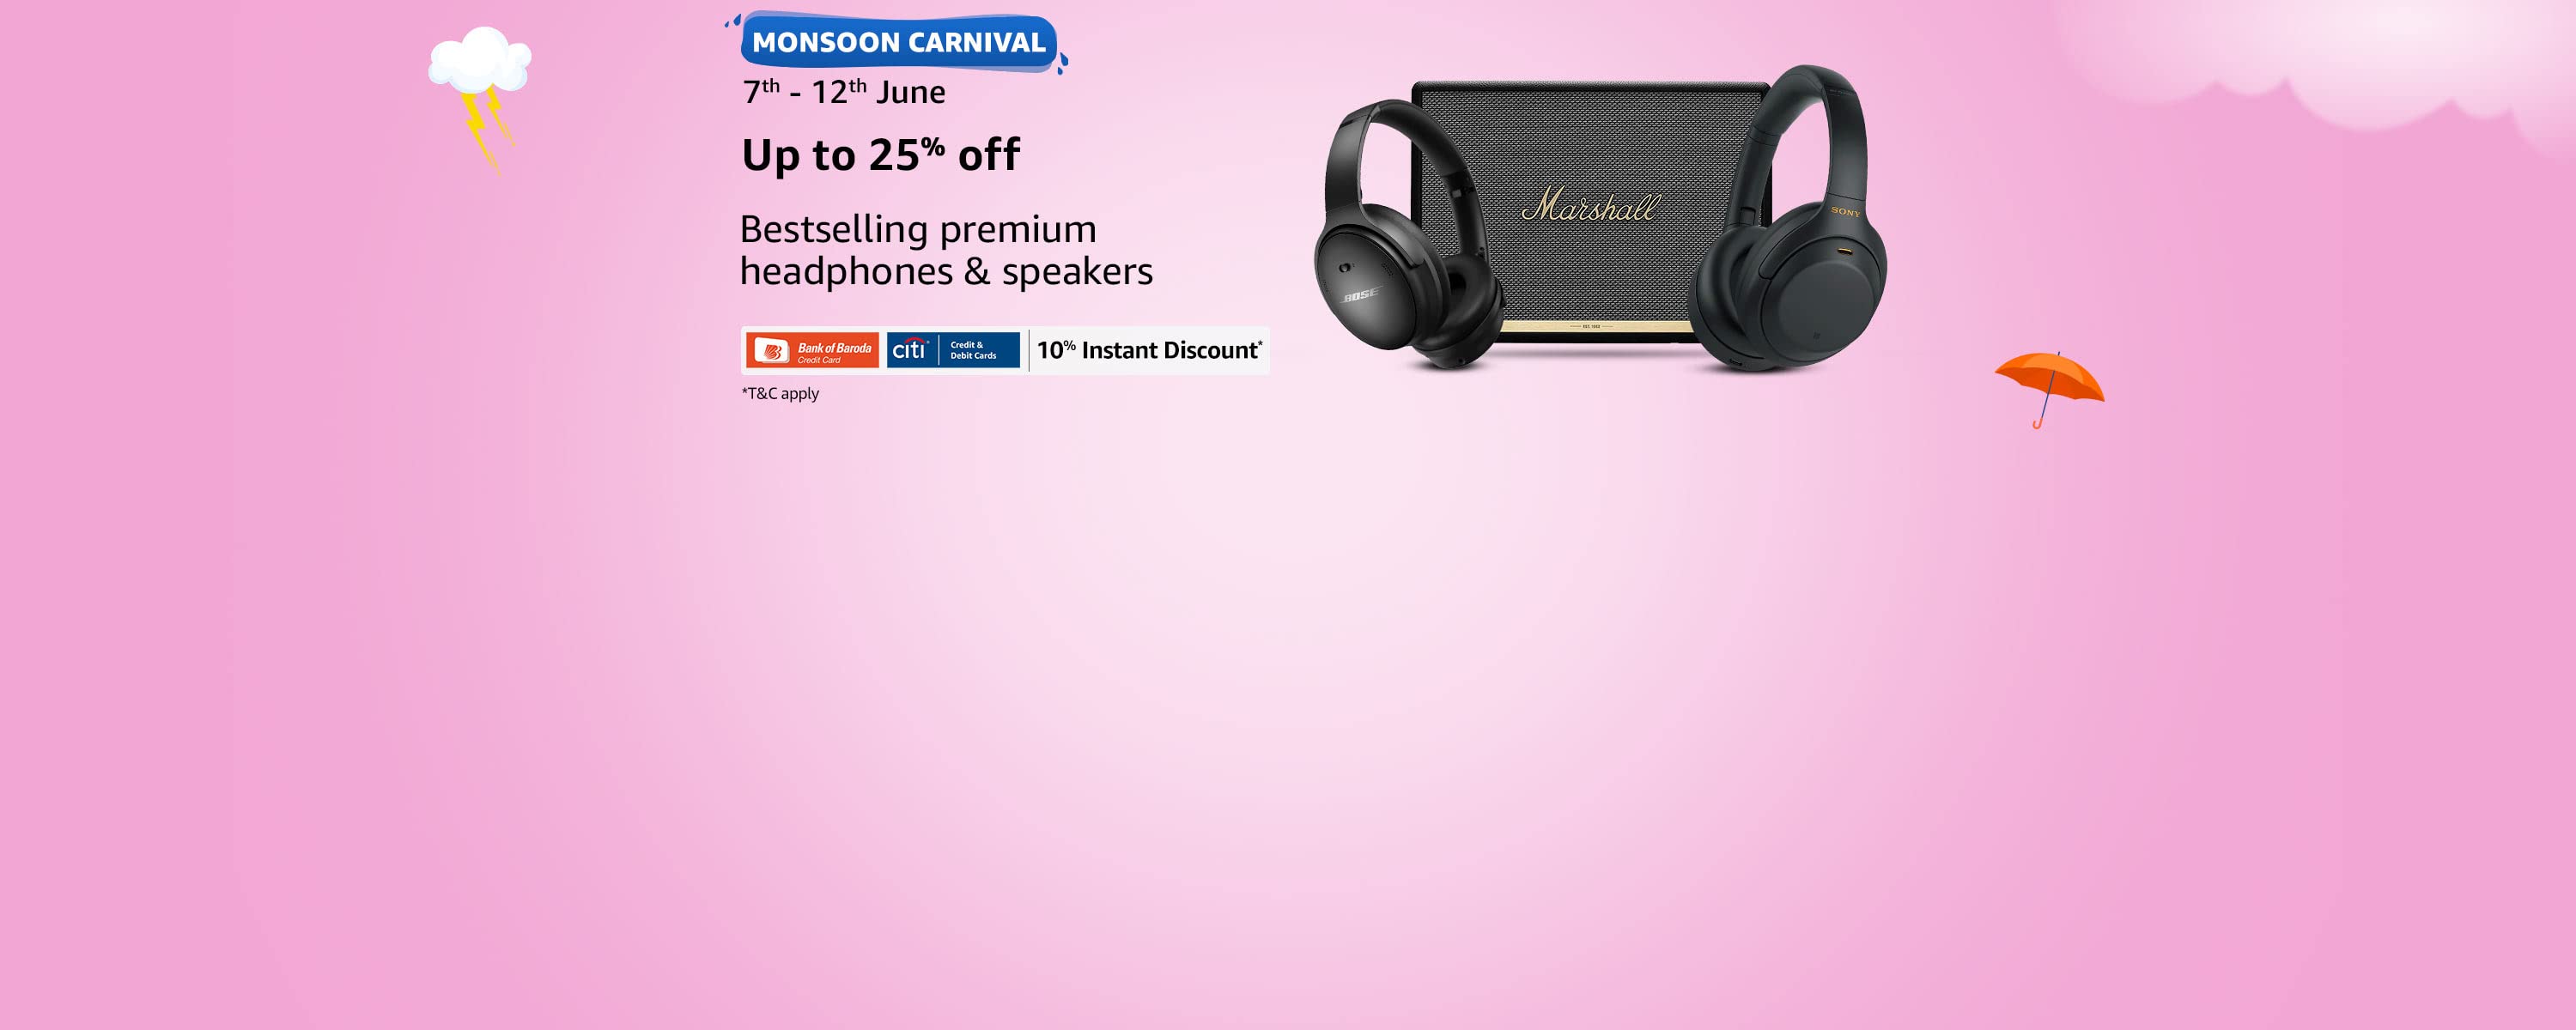 MONSOON CARNIVAL
7th - 12th June
Up to 25% off
Bestselling premium
headphones & speakers
Bank of Baroda
Credit Card
citi
Credit &
Debit Cards
10% Instant Discount*
*T&C apply
BOSE
Marshall
SONY